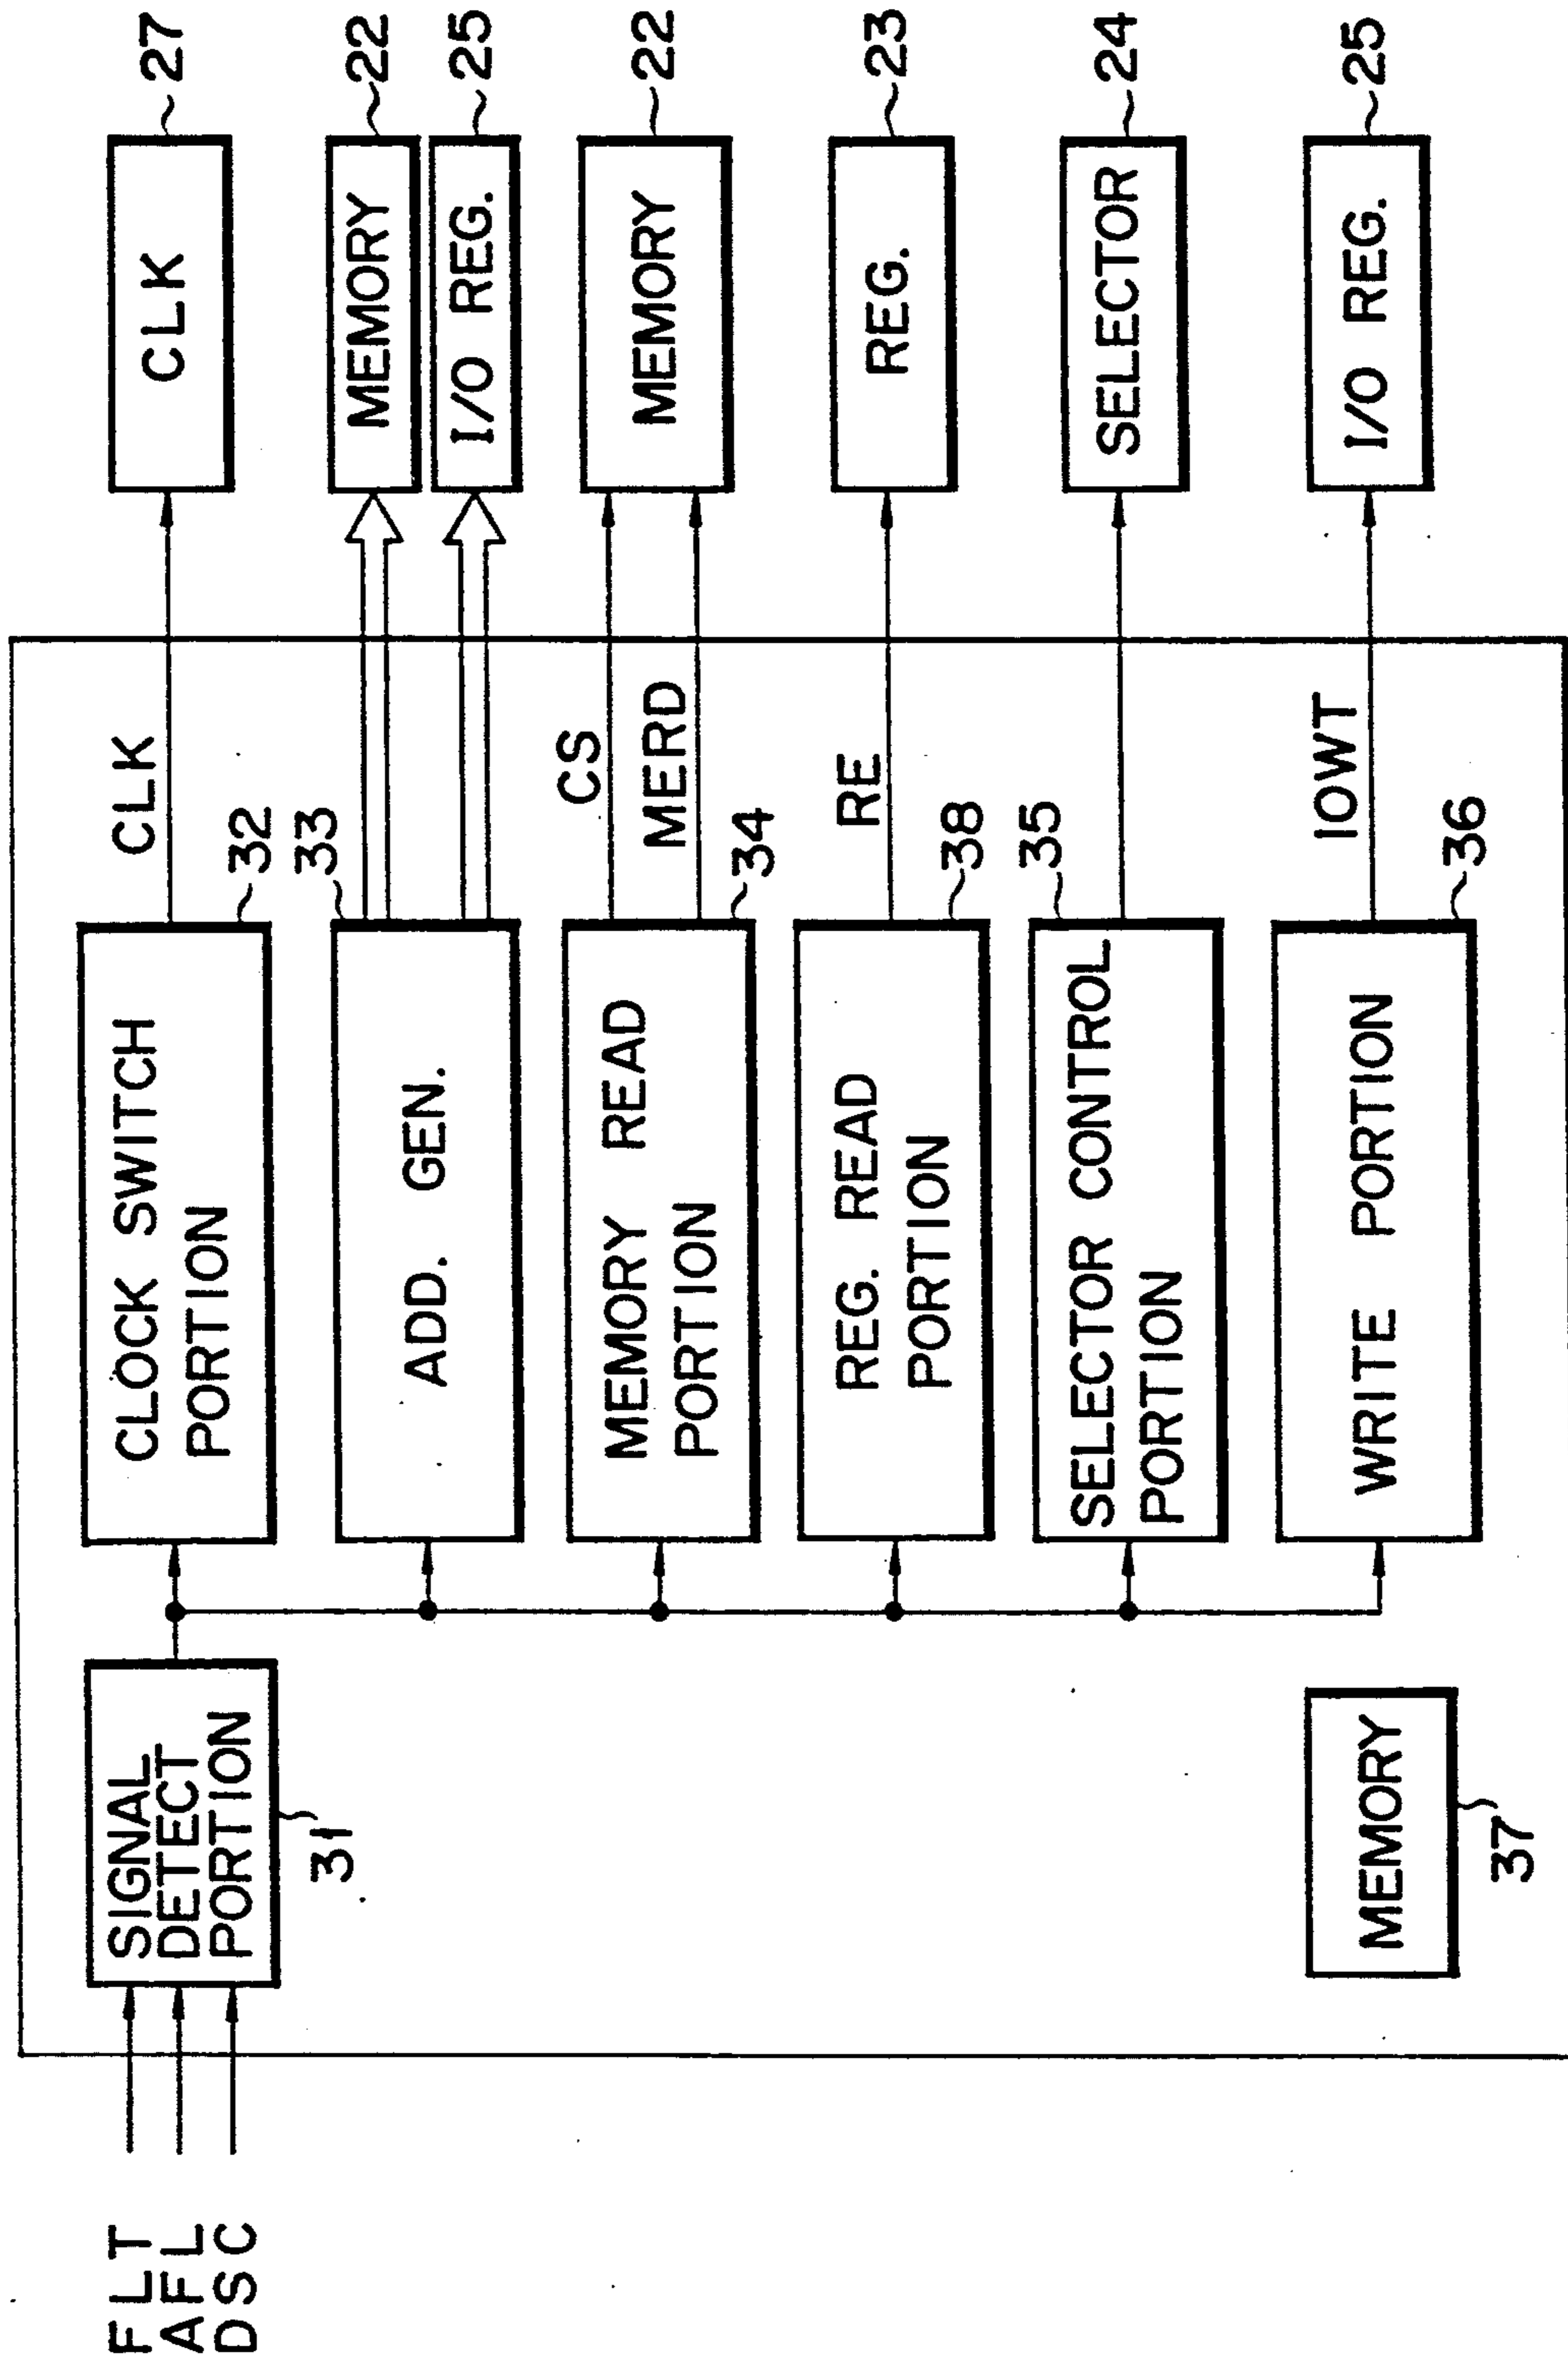 FLT
AFL
DSC
SIGNAL
DETECT
PORTION
31
MEMORY
37
CLOCK SWITCH
PORTION
32
CLK
CLK
27
ADD. GEN.
33
MEMORY
22
I/O REG.
25
MEMORY READ
PORTION
34
CS
MERD
MEMORY
22
REG. READ
PORTION
38
RE
REG.
23
SELECTOR CONTROL
PORTION
35
SELECTOR
24
WRITE PORTION
36
IOWT
I/O REG.
25